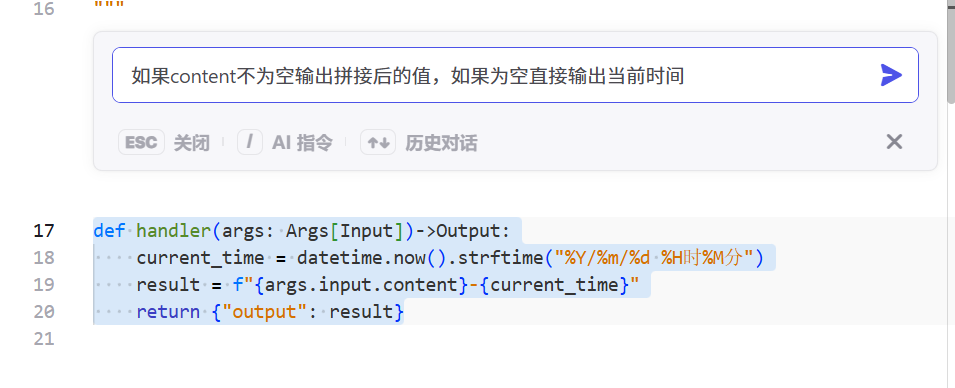 16 """
如果content不为空输出拼接后的值，如果为空直接输出当前时间
ESC 关闭 / AI 指令 ↑↓ 历史对话 ×
17 def handler(args: Args[Input])->Output:
18     current_time = datetime.now().strftime("%Y/%m/%d %H时%M分")
19     result = f"{args.input.content}-{current_time}"
20     return {"output": result}
21